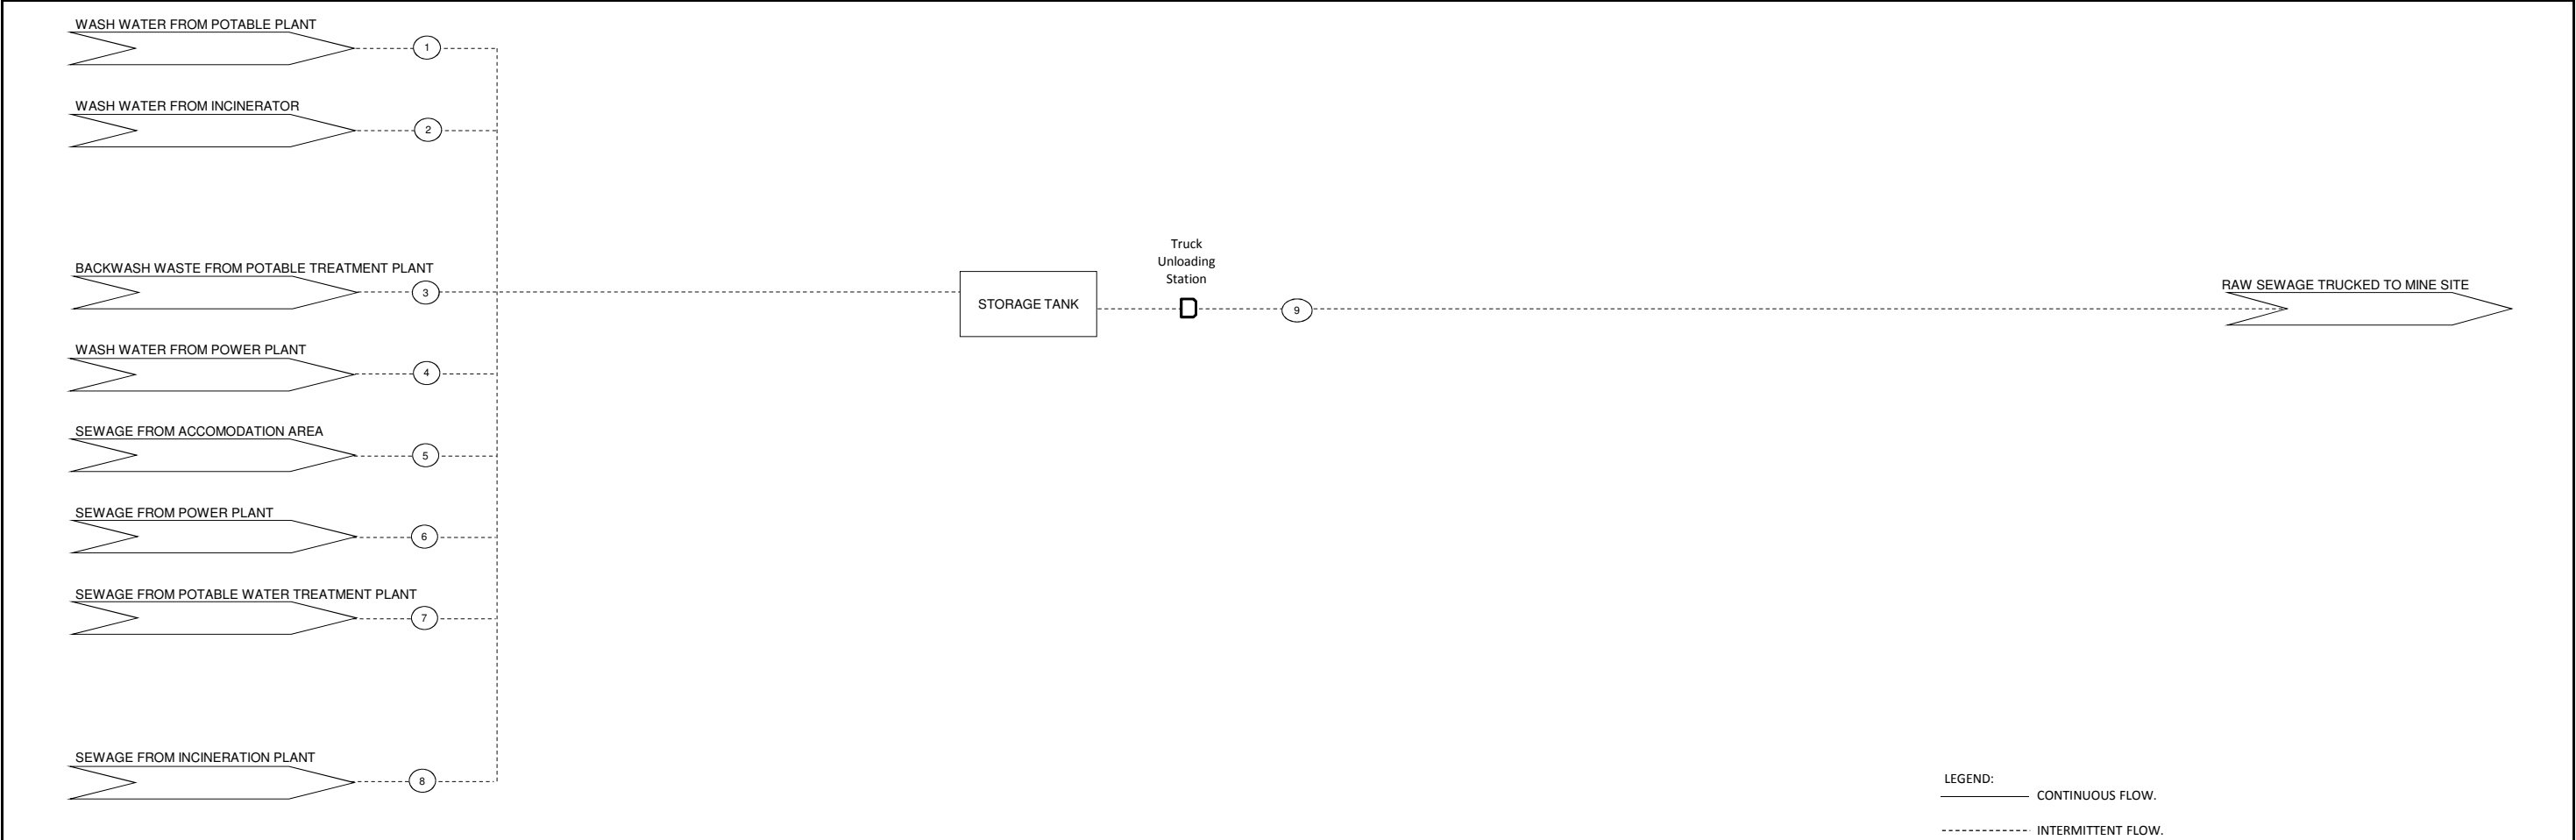 WASH WATER FROM POTABLE PLANT
1
WASH WATER FROM INCINERATOR
2
BACKWASH WASTE FROM POTABLE TREATMENT PLANT
3
WASH WATER FROM POWER PLANT
4
SEWAGE FROM ACCOMODATION AREA
5
SEWAGE FROM POWER PLANT
6
SEWAGE FROM POTABLE WATER TREATMENT PLANT
7
SEWAGE FROM INCINERATION PLANT
8
STORAGE TANK
Truck
Unloading
Station
9
RAW SEWAGE TRUCKED TO MINE SITE
LEGEND:
CONTINUOUS FLOW.
INTERMITTENT FLOW.